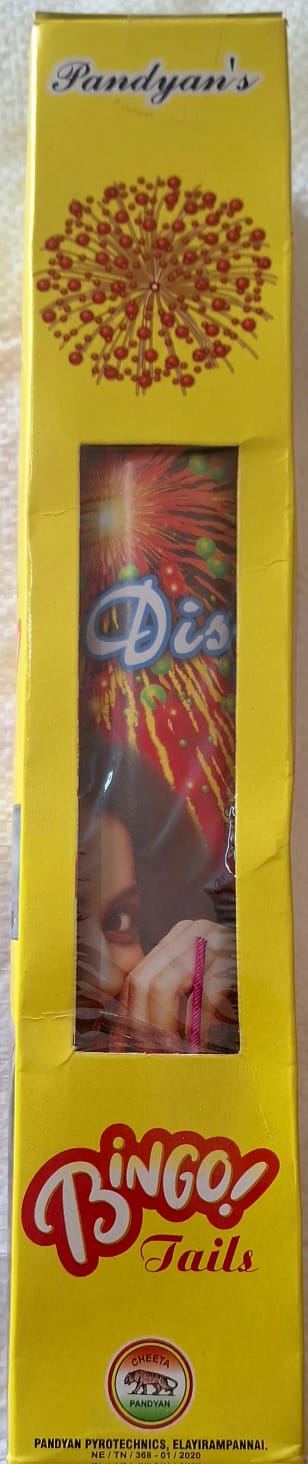 Pandyan's
Dis
BiNGO!
Tails
CHEETA
PANDYAN
PANDYAN PYROTECHNICS, ELAYIRAMPANNAI.
NE / TN / 368 - 01 / 2020